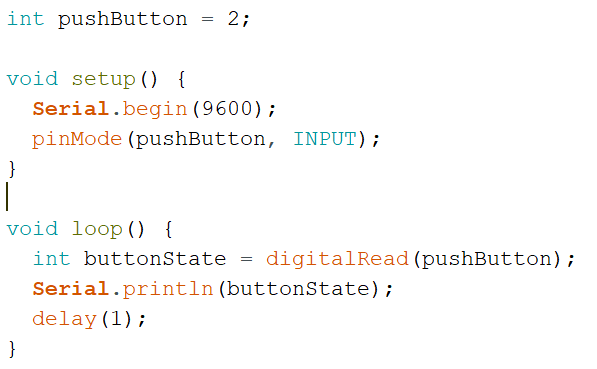 int pushButton = 2;

void setup() {
  Serial.begin(9600);
  pinMode(pushButton, INPUT);
}

void loop() {
  int buttonState = digitalRead(pushButton);
  Serial.println(buttonState);
  delay(1);
}